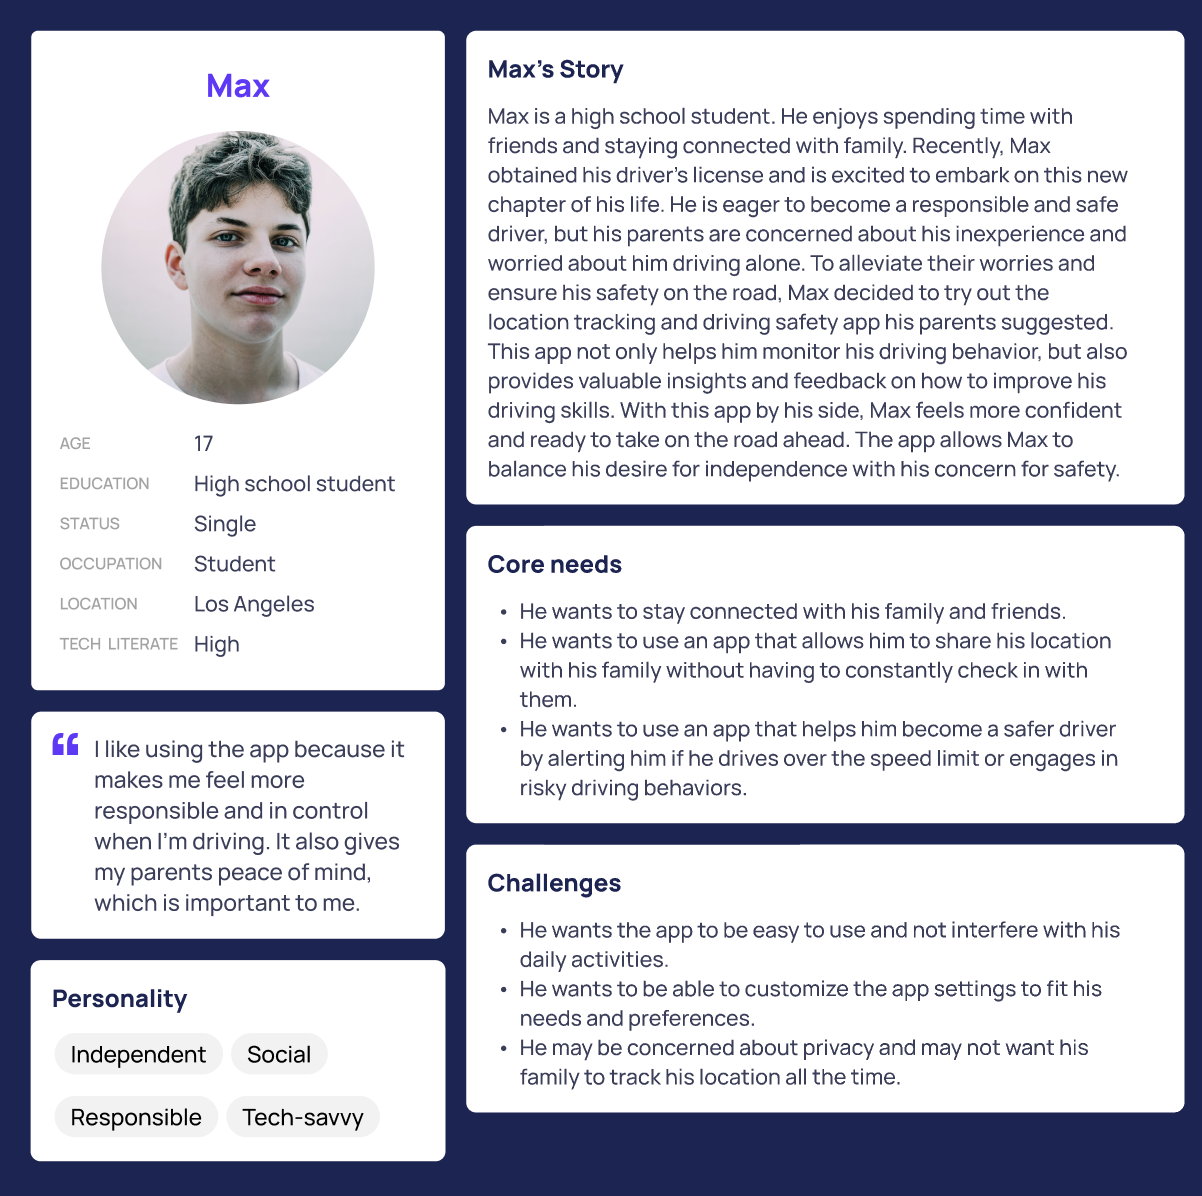 Max
AGE 17
EDUCATION High school student
STATUS Single
OCCUPATION Student
LOCATION Los Angeles
TECH LITERATE High
❝ I like using the app because it
makes me feel more
responsible and in control
when I'm driving. It also gives
my parents peace of mind,
which is important to me.
Personality
Independent Social
Responsible Tech-savvy
Max's Story
Max is a high school student. He enjoys spending time with
friends and staying connected with family. Recently, Max
obtained his driver's license and is excited to embark on this new
chapter of his life. He is eager to become a responsible and safe
driver, but his parents are concerned about his inexperience and
worried about him driving alone. To alleviate their worries and
ensure his safety on the road, Max decided to try out the
location tracking and driving safety app his parents suggested.
This app not only helps him monitor his driving behavior, but also
provides valuable insights and feedback on how to improve his
driving skills. With this app by his side, Max feels more confident
and ready to take on the road ahead. The app allows Max to
balance his desire for independence with his concern for safety.
Core needs
• He wants to stay connected with his family and friends.
• He wants to use an app that allows him to share his location
with his family without having to constantly check in with
them.
• He wants to use an app that helps him become a safer driver
by alerting him if he drives over the speed limit or engages in
risky driving behaviors.
Challenges
• He wants the app to be easy to use and not interfere with his
daily activities.
• He wants to be able to customize the app settings to fit his
needs and preferences.
• He may be concerned about privacy and may not want his
family to track his location all the time.